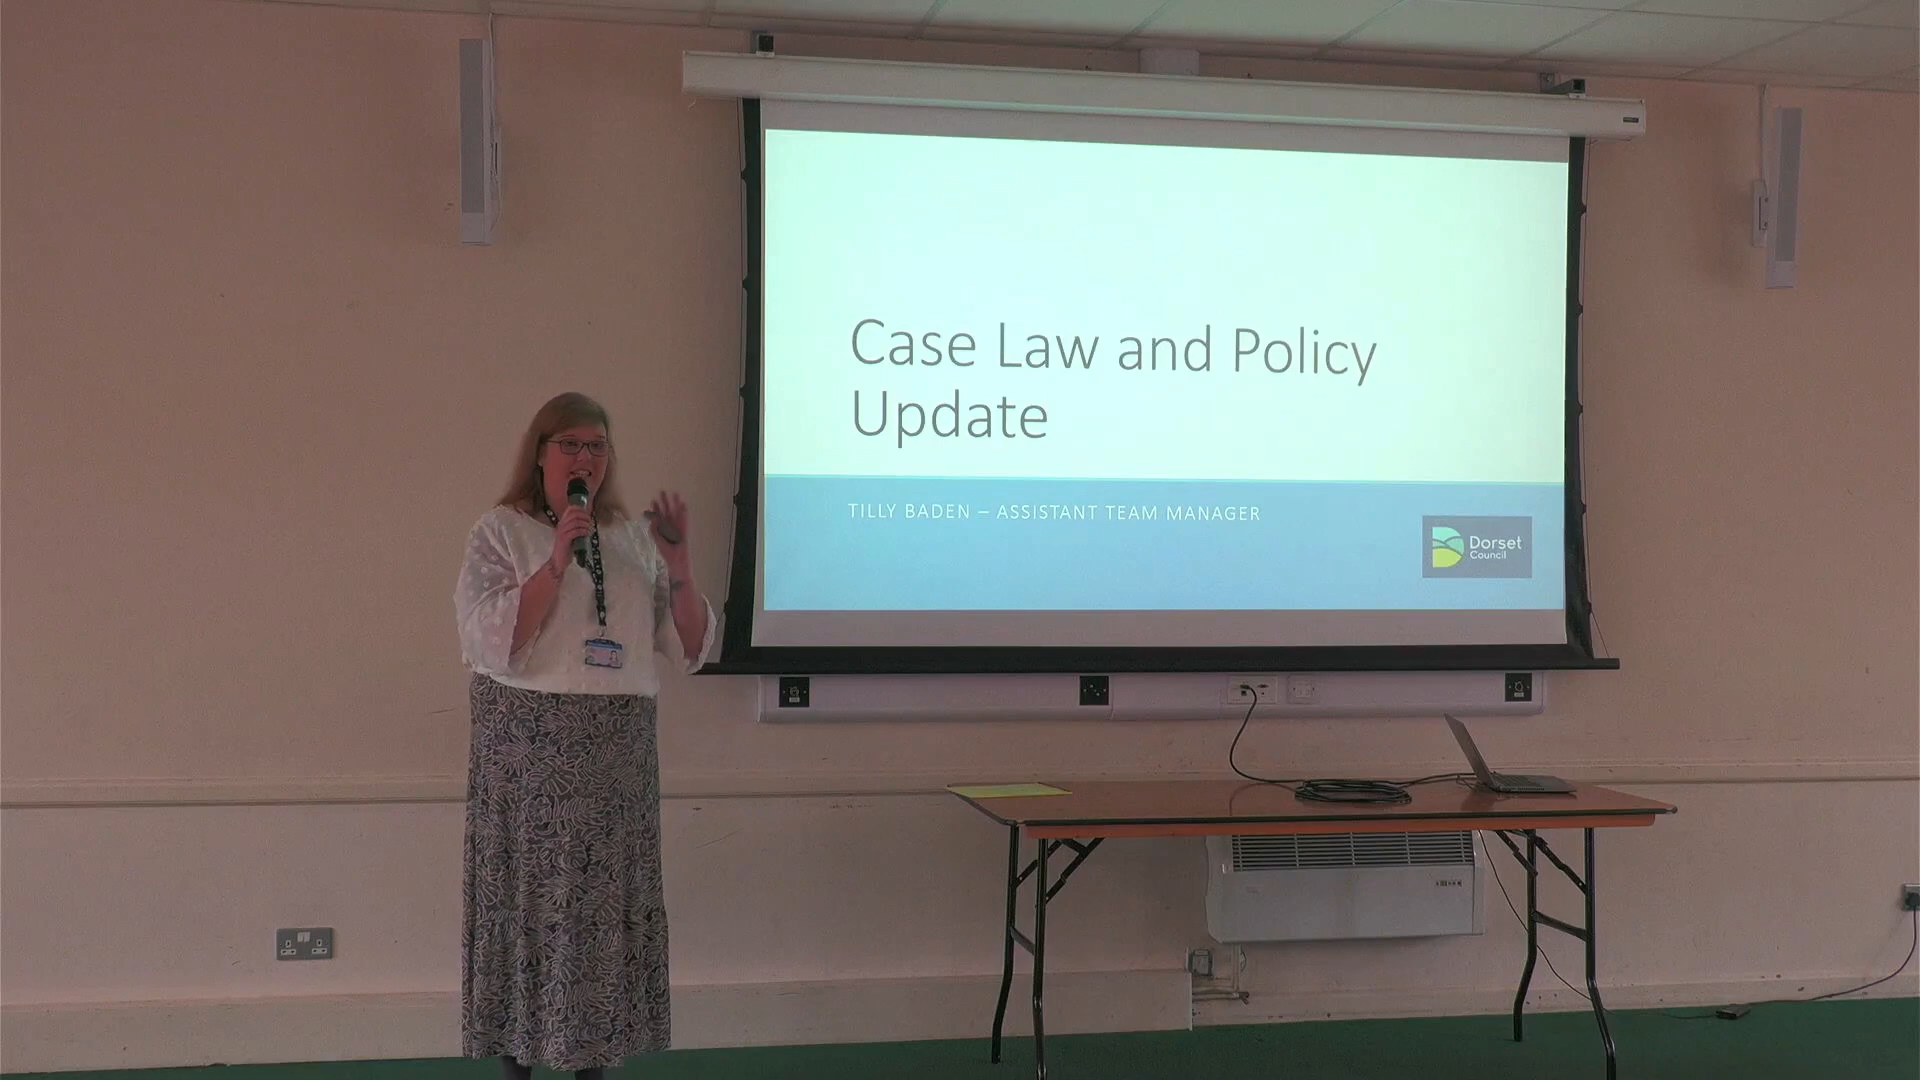 Case Law and Policy
Update
TILLY BADEN – ASSISTANT TEAM MANAGER
Dorset
Council